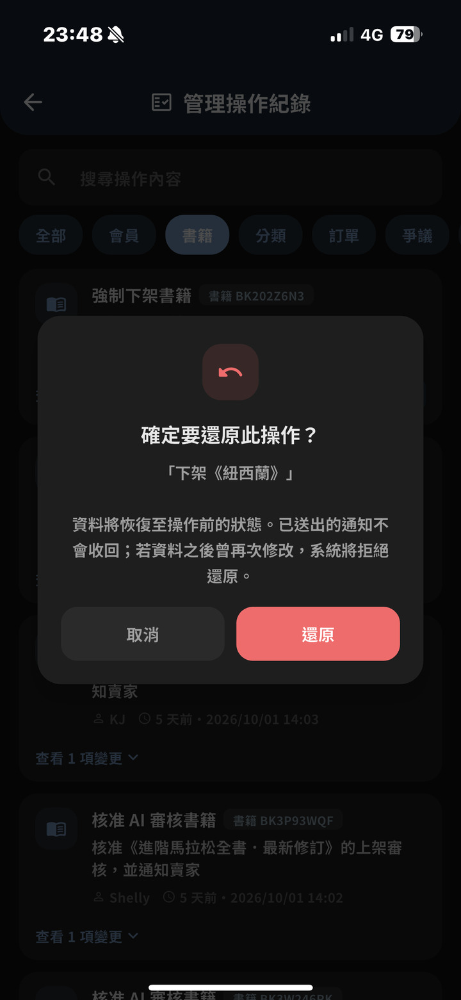 23:48
4G
79
管理操作紀錄
搜尋操作內容
全部
會員
書籍
分類
訂單
爭議
強制下架書籍
書籍 BK202Z6N3
確定要還原此操作？
「下架《紐西蘭》」
資料將恢復至操作前的狀態。已送出的通知不
會收回；若資料之後曾再次修改，系統將拒絕
還原。
取消
還原
知賣家
KJ
5 天前・2026/10/01 14:03
查看 1 項變更
核准 AI 審核書籍
書籍 BK3P93WQF
核准《進階馬拉松全書・最新修訂》的上架審
核，並通知賣家
Shelly
5 天前・2026/10/01 14:02
查看 1 項變更
核准 AI 審核書籍